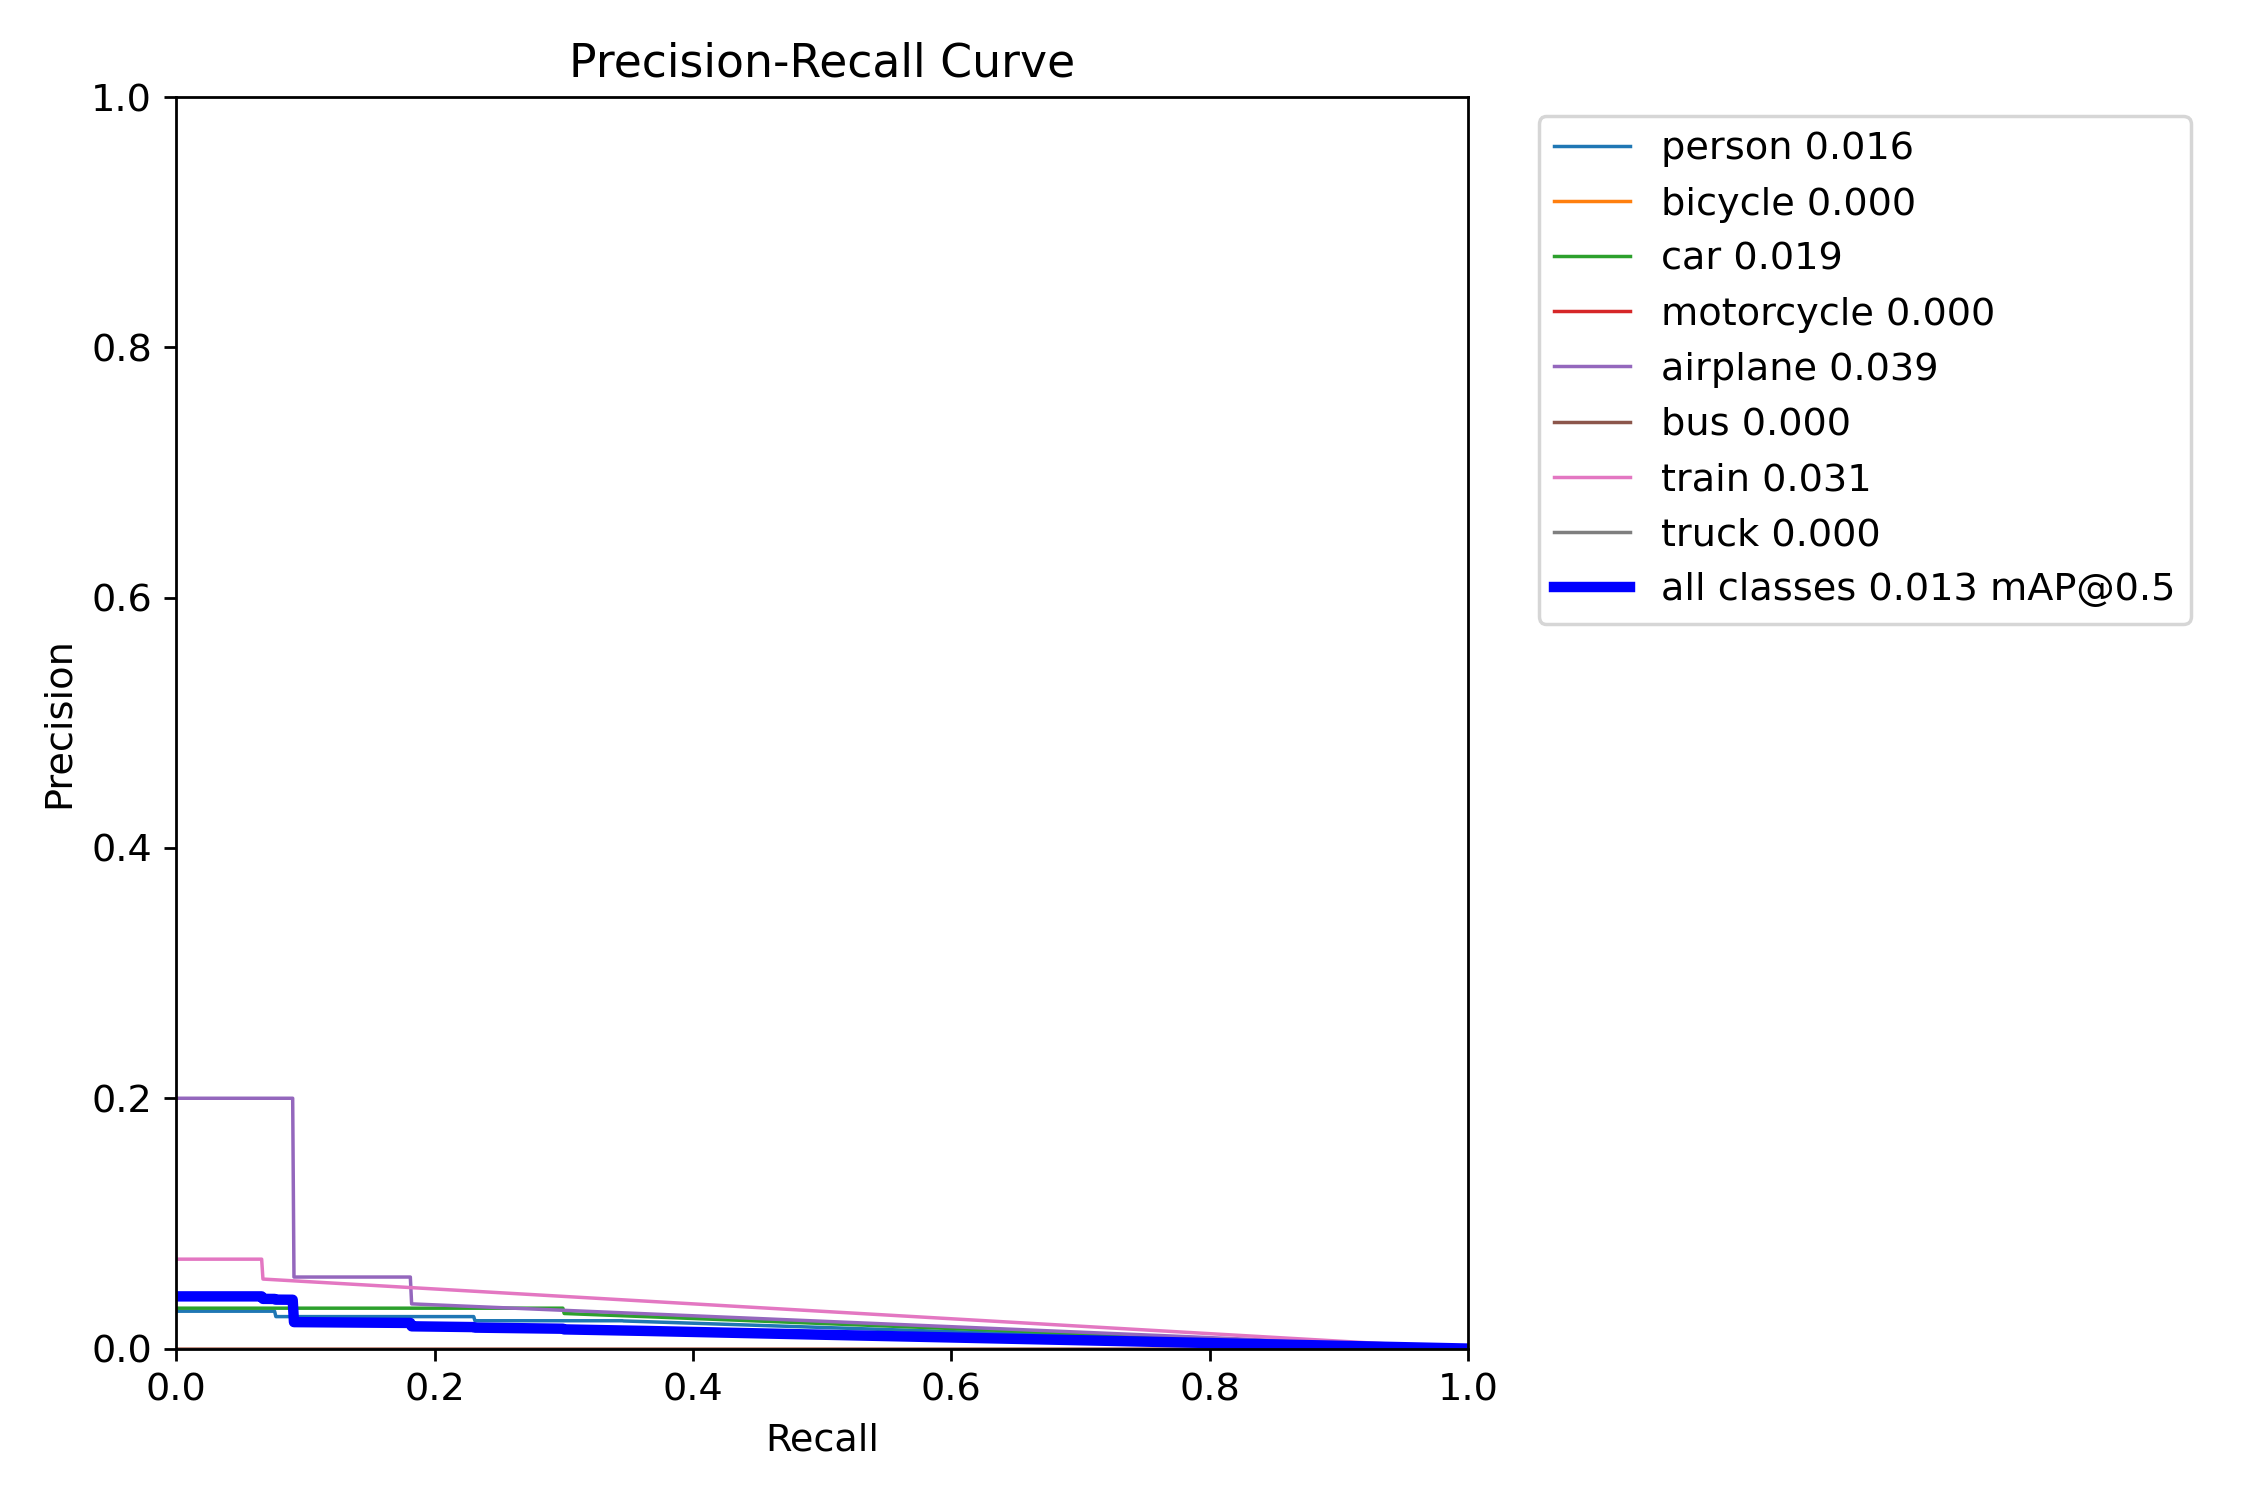 Precision-Recall Curve
1.0
0.8
0.6
0.4
0.2
0.0
Precision
0.0 0.2 0.4 0.6 0.8 1.0
Recall
person 0.016
bicycle 0.000
car 0.019
motorcycle 0.000
airplane 0.039
bus 0.000
train 0.031
truck 0.000
all classes 0.013 mAP@0.5